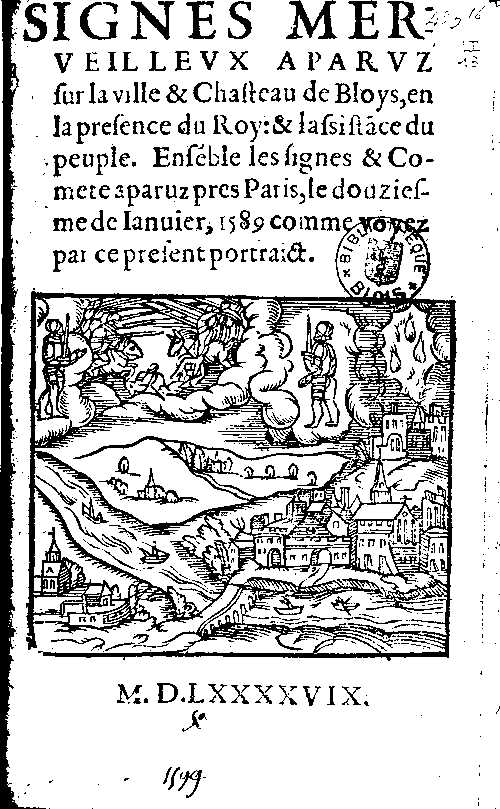 SIGNES MER-
VEILLEVX APARVZ
ſur la ville & Chaſteau de Bloys, en
la preſence du Roy: & laſsiſtãce du
peuple. Enſẽble les ſignes & Co-
mete aparuz pres Paris, le douzieſ-
me de Ianuier, 1589 comme voyez
par ce preſent portraict.
BIBLIOTHEQUE
BLOIS
M. D. LXXXXVIX.
1599